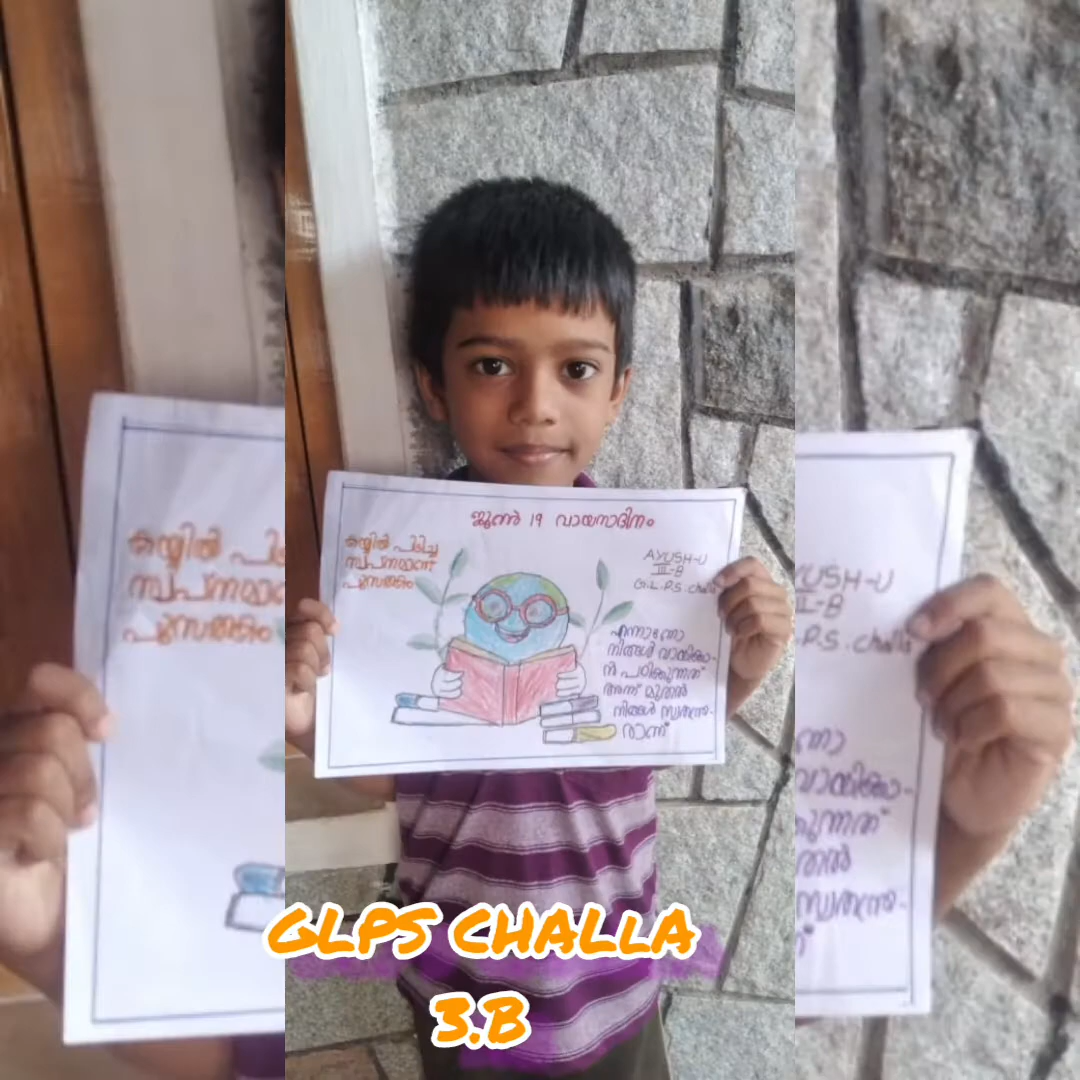 ജൂൺ 19 വായനാദിനം
കയ്യിൽ പിടിച്ച
സ്വപ്നമാണ്
പുസ്തകം
AYUSH-U
III-B
G.L.P.S. challa
എന്നാണോ
നിങ്ങൾ വായിക്കാ-
ൻ പഠിക്കുന്നത്
അന്ന് മുതൽ
നിങ്ങൾ സ്വതന്ത്ര-
രാണ്
GLPS CHALLA
3.B